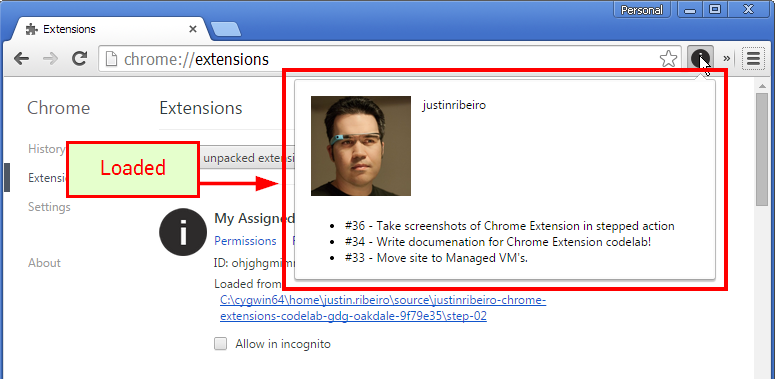 Personal
Extensions
chrome://extensions
»
Chrome
Extensions
justinribeiro
History
Loaded
unpacked extensi
Extensio
Settings
#36 - Take screenshots of Chrome Extension in stepped action
#34 - Write documenation for Chrome Extension codelab!
#33 - Move site to Managed VM's.
i
My Assigned
Permissions
About
ID: ohjghgmimr
Loaded from
C:\cygwin64\home\justin.ribeiro\source\justinribeiro-chrome-
extensions-codelab-gdg-oakdale-9f79e35\step-02
Allow in incognito